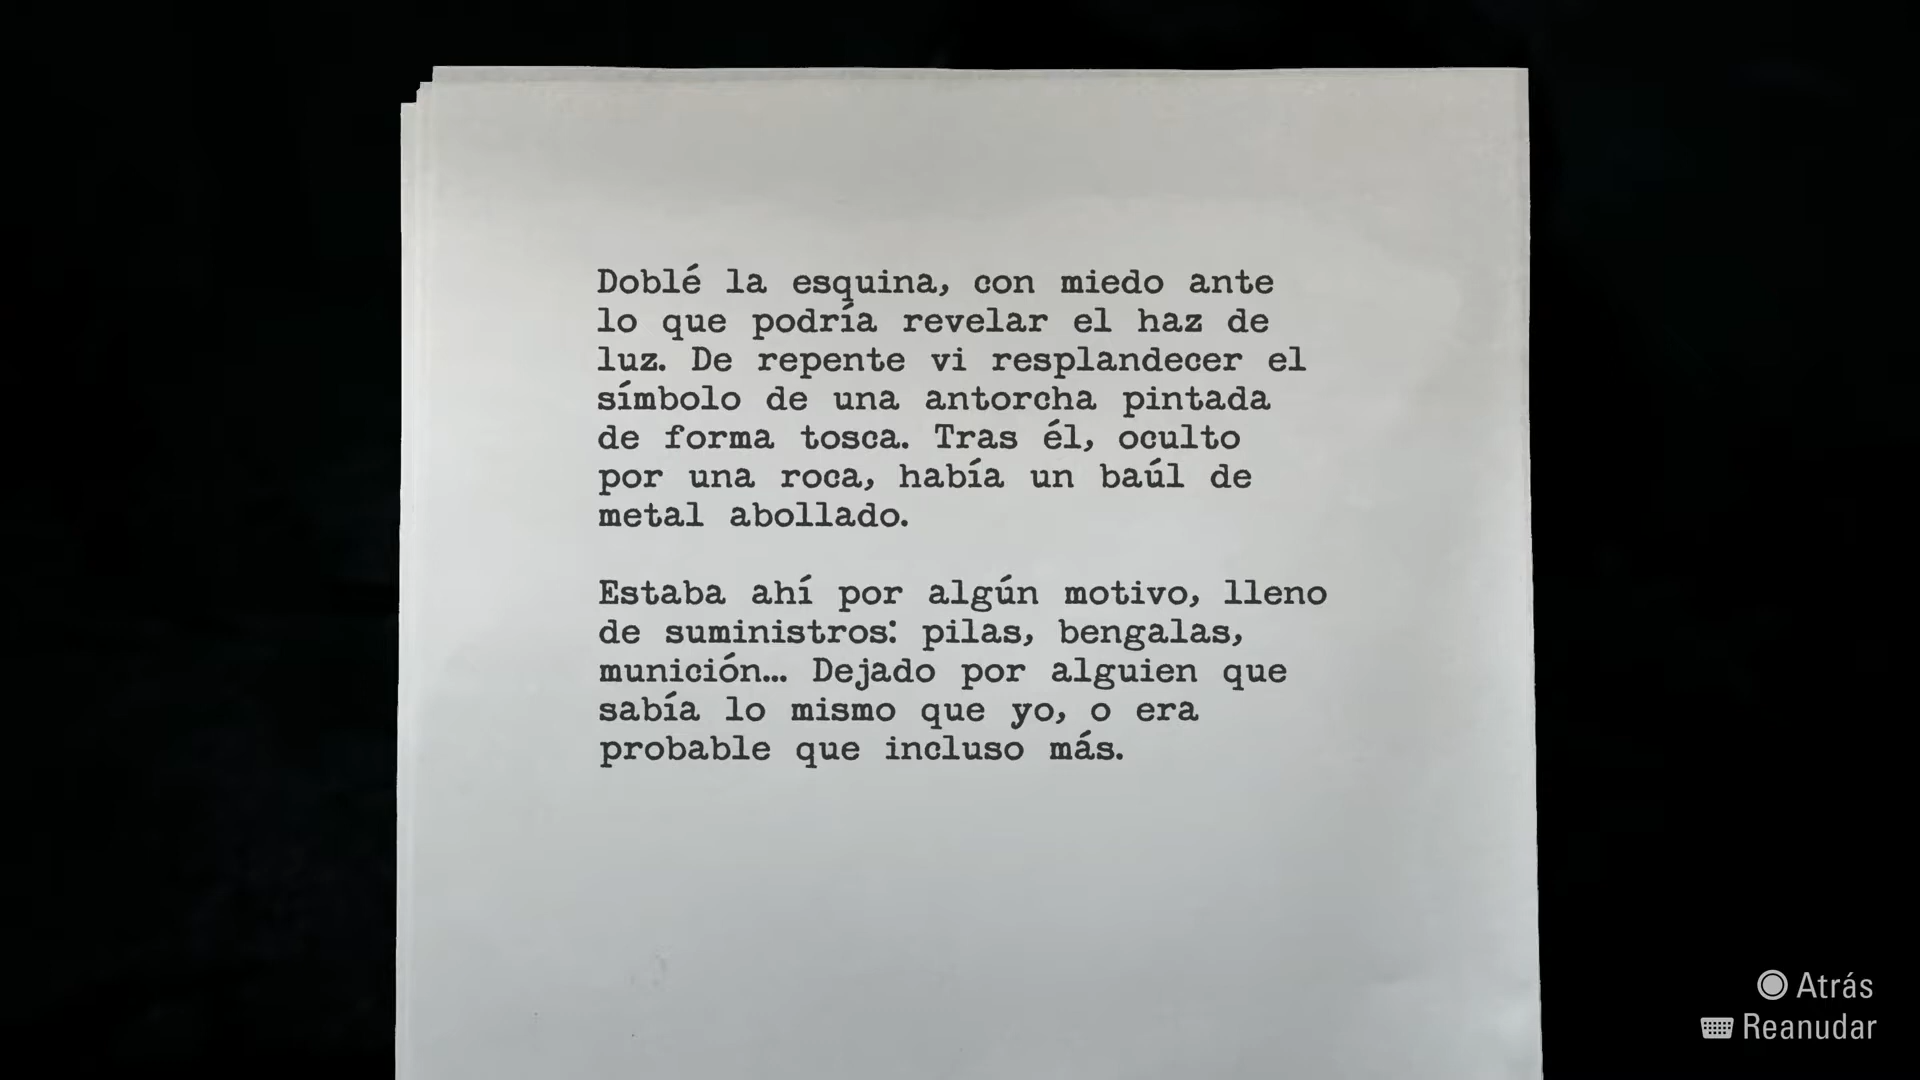 Doblé la esquina, con miedo ante
lo que podría revelar el haz de
luz. De repente vi resplandecer el
símbolo de una antorcha pintada
de forma tosca. Tras él, oculto
por una roca, había un baúl de
metal abollado.
Estaba ahí por algún motivo, lleno
de suministros: pilas, bengalas,
munición... Dejado por alguien que
sabía lo mismo que yo, o era
probable que incluso más.
Atrás
Reanudar